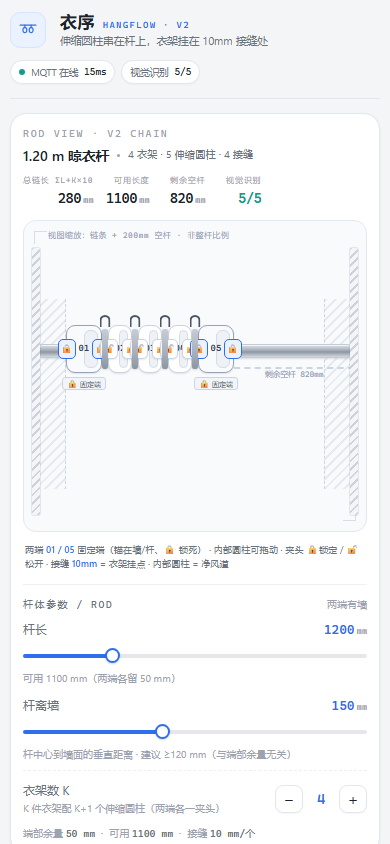 衣序 HANGFLOW · V2
伸缩圆柱串在杆上，衣架挂在 10mm 接缝处
MQTT 在线 15ms
视觉识别 5/5
ROD VIEW · V2 CHAIN
1.20 m 晾衣杆 • 4 衣架 · 5 伸缩圆柱 · 4 接缝
总链长 ΣL+K×10 可用长度 剩余空杆 视觉识别
280mm 1100mm 820mm 5/5
视图缩放：链条 + 200mm 空杆 · 非整杆比例
01
05
固定端 固定端
剩余空杆 820mm
两端 01 / 05 固定端（锚在墙/杆、🔒 锁死） · 内部圆柱可拖动 · 夹头 🔒锁定 / 🔓
松开 · 接缝 10mm = 衣架挂点 · 内部圆柱 = 净风道
杆体参数 / ROD 两端有墙
杆长 1200mm
可用 1100 mm（两端各留 50 mm）
杆离墙 150mm
杆中心到墙面的垂直距离 · 建议 ≥120 mm（与端部余量无关）
衣架数 K
K 件衣架配 K+1 个伸缩圆柱（两端各一夹头）
− 4 +
端部余量 50 mm · 可用 1100 mm · 接缝 10 mm/个